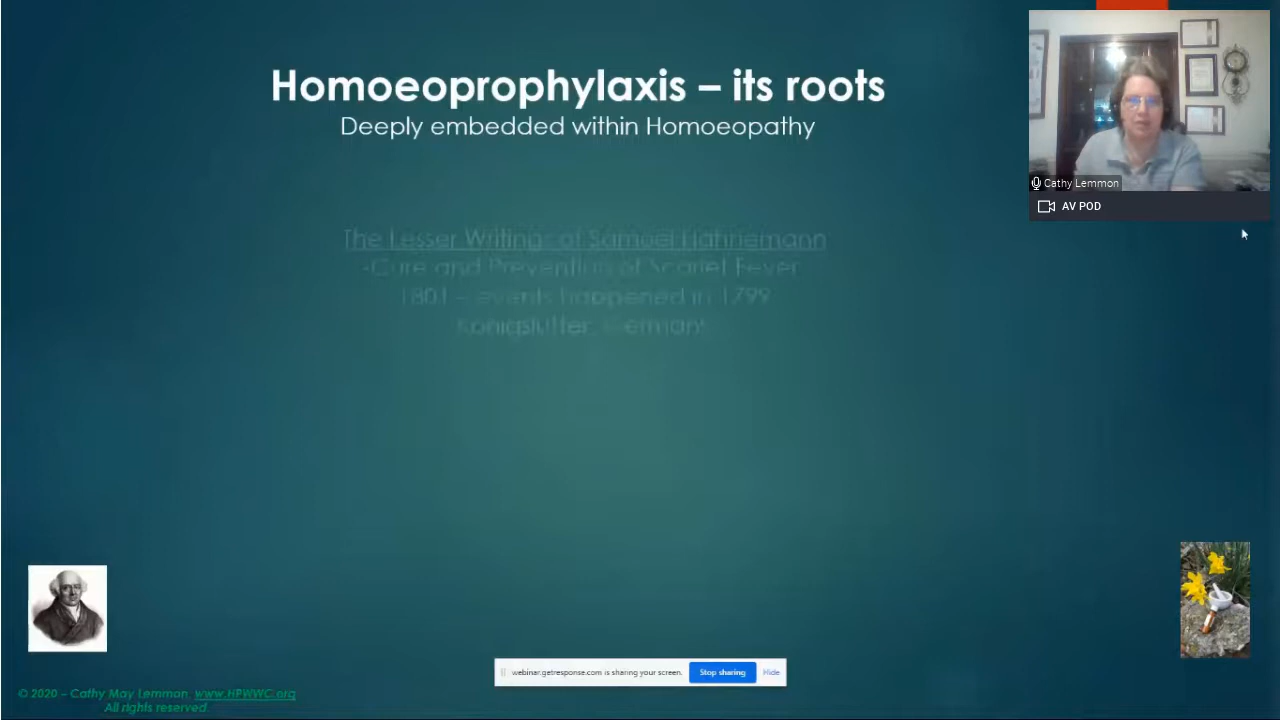 Homoeoprophylaxis – its roots
Deeply embedded within Homoeopathy
The Lesser Writings of Samuel Hahnemann
-Cure and Prevention of Scarlet Fever
1801 – events happened in 1799
Konigslutter, Germany
Cathy Lemmon
AV POD
webinar.getresponse.com is sharing your screen.
Stop sharing
Hide
© 2020 – Cathy May Lemmon, www.HPWWC.org
All rights reserved.